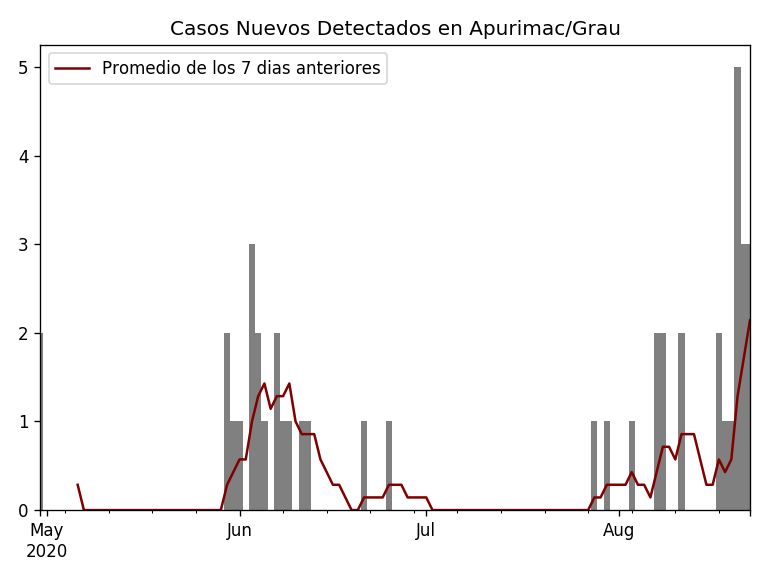 Casos Nuevos Detectados en Apurimac/Grau
Promedio de los 7 dias anteriores
5
4
3
2
1
0
May
2020
Jun
Jul
Aug